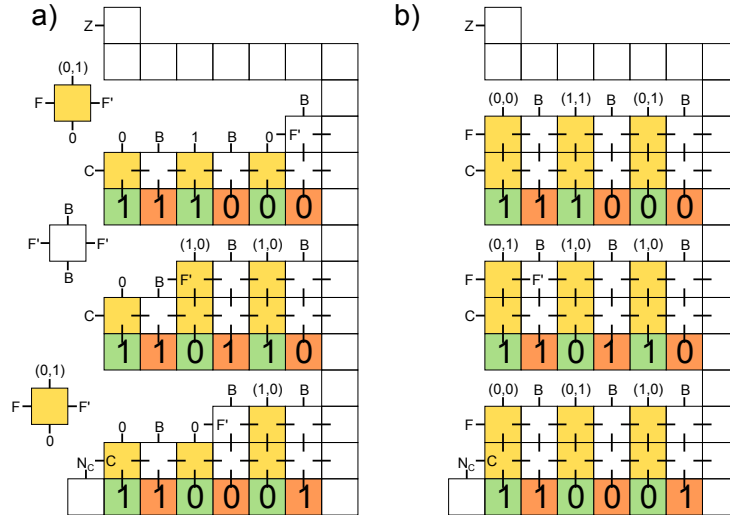 a) b)
Z Z
(0,1)
F F'
0
B
0 B 1 B 0 F'
C
1 1 1 0 0 0
(0,0) B (1,1) B (0,1) B
F
C
1 1 1 0 0 0
B
F' F'
B
(1,0) B (1,0) B
0 B F'
C
1 1 0 1 1 0
(0,1) B (1,0) B (1,0) B
F F'
C
1 1 0 1 1 0
(0,1)
F F'
0
B (1,0) B
0 B 0 F'
N_C C
1 1 0 0 0 1
(0,0) B (0,1) B (1,0) B
F
N_C C
1 1 0 0 0 1